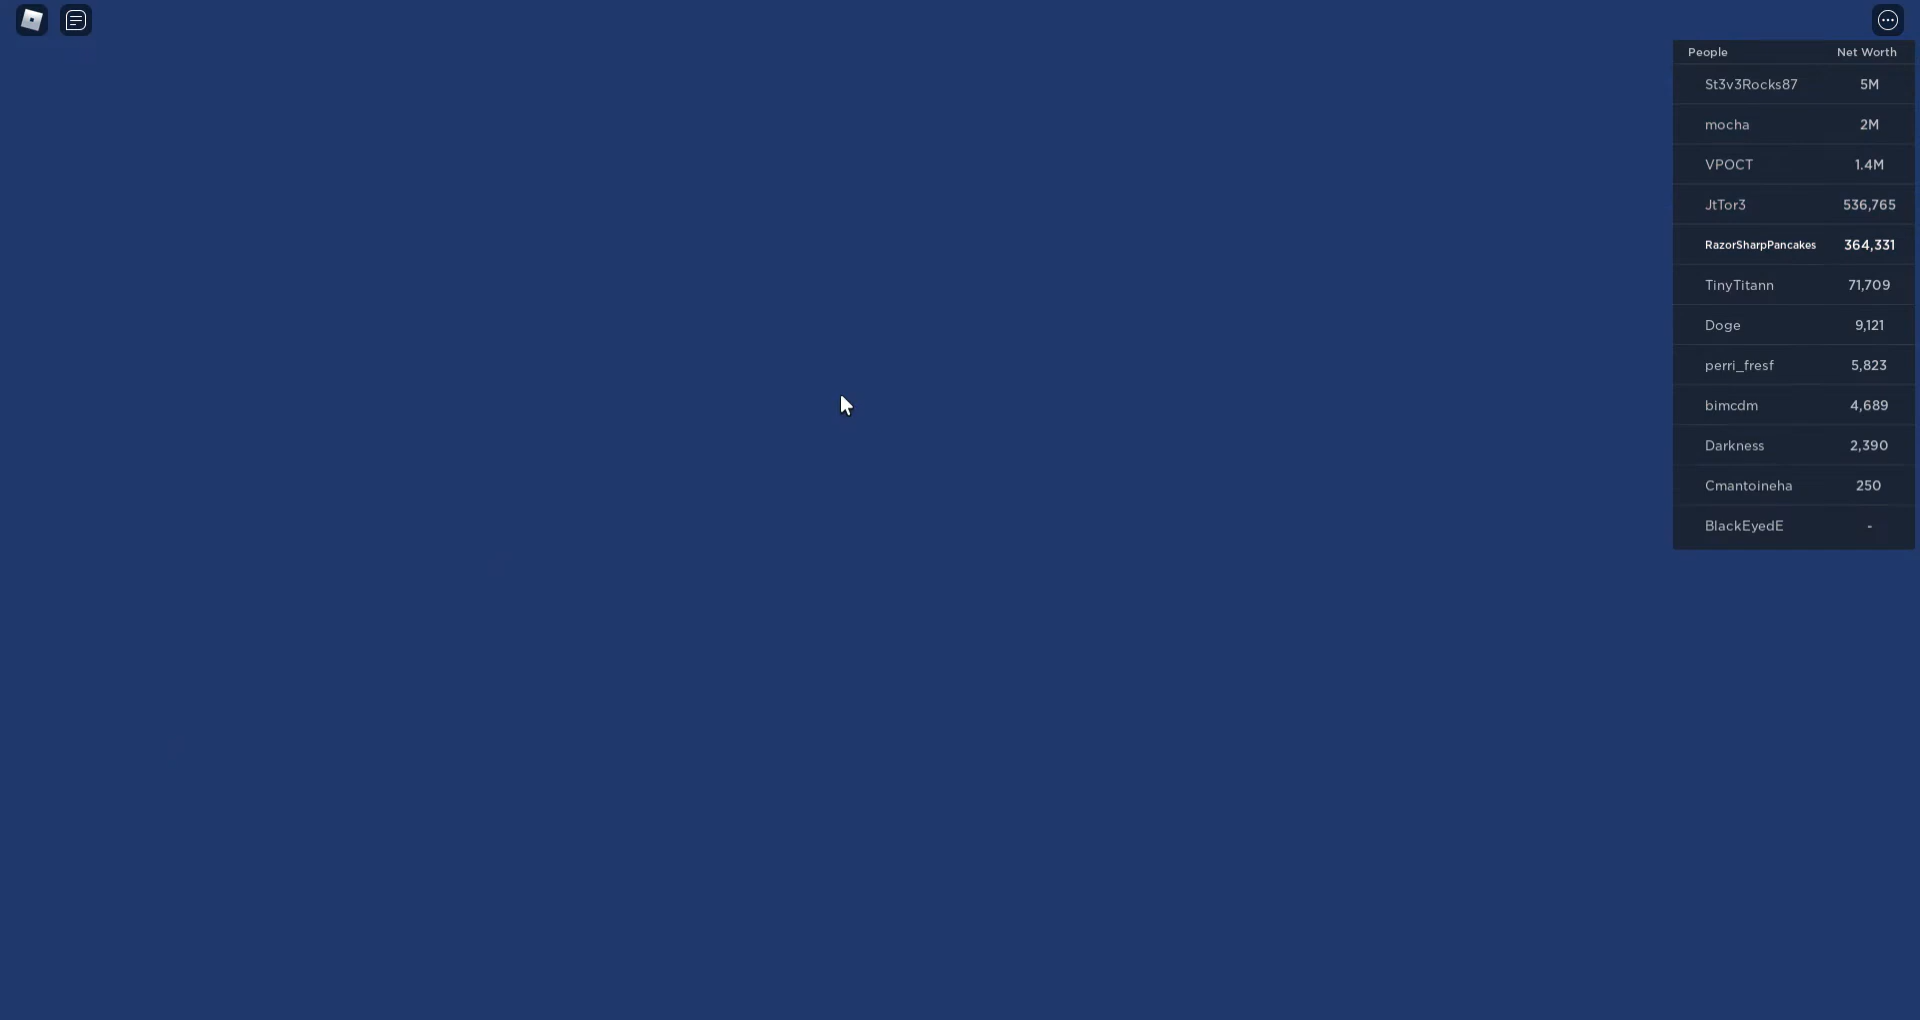 People Net Worth
St3v3Rocks87 5M
mocha 2M
VPOCT 1.4M
JtTor3 536,765
RazorSharpPancakes 364,331
TinyTitann 71,709
Doge 9,121
perri_fresf 5,823
bimcdm 4,689
Darkness 2,390
Cmantoineha 250
BlackEyedE -